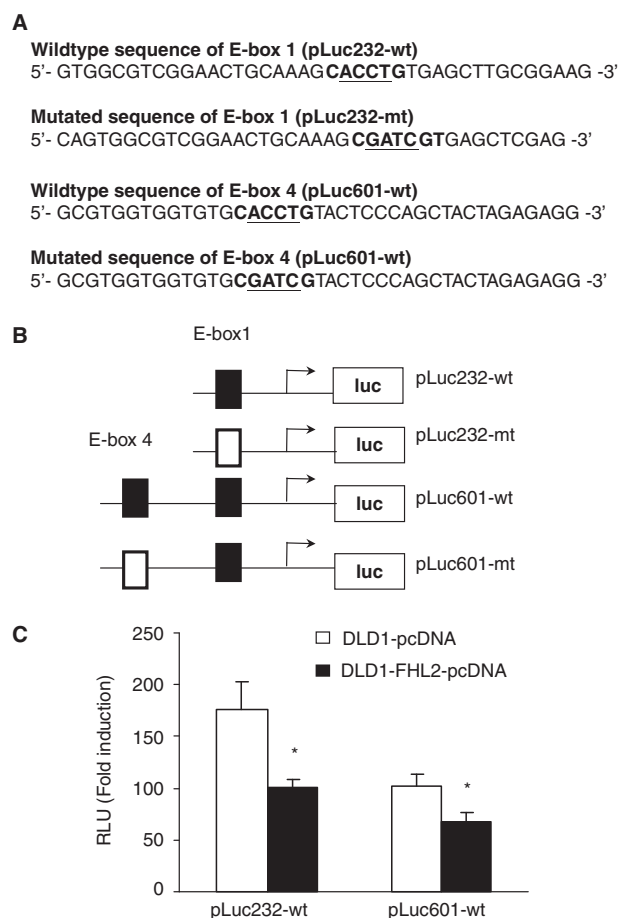 A
Wildtype sequence of E-box 1 (pLuc232-wt)
5’- GTGGCGTCGGAACTGCAAAGCACCTGTGAGCTTGCGGAAG -3’
Mutated sequence of E-box 1 (pLuc232-mt)
5’- CAGTGGCGTCGGAACTGCAAAGCGATCGTGAGCTCGAG -3’
Wildtype sequence of E-box 4 (pLuc601-wt)
5’- GCGTGGTGGTGTGCACCTGTACTCCCAGCTACTAGAGAGG -3’
Mutated sequence of E-box 4 (pLuc601-wt)
5’- GCGTGGTGGTGTGCGATCGTACTCCCAGCTACTAGAGAGG -3’
B
E-box1
luc pLuc232-wt
E-box 4
luc pLuc232-mt
luc pLuc601-wt
luc pLuc601-mt
C
RLU (Fold induction)
250
200
150
100
50
0
DLD1-pcDNA
DLD1-FHL2-pcDNA
*
*
pLuc232-wt pLuc601-wt